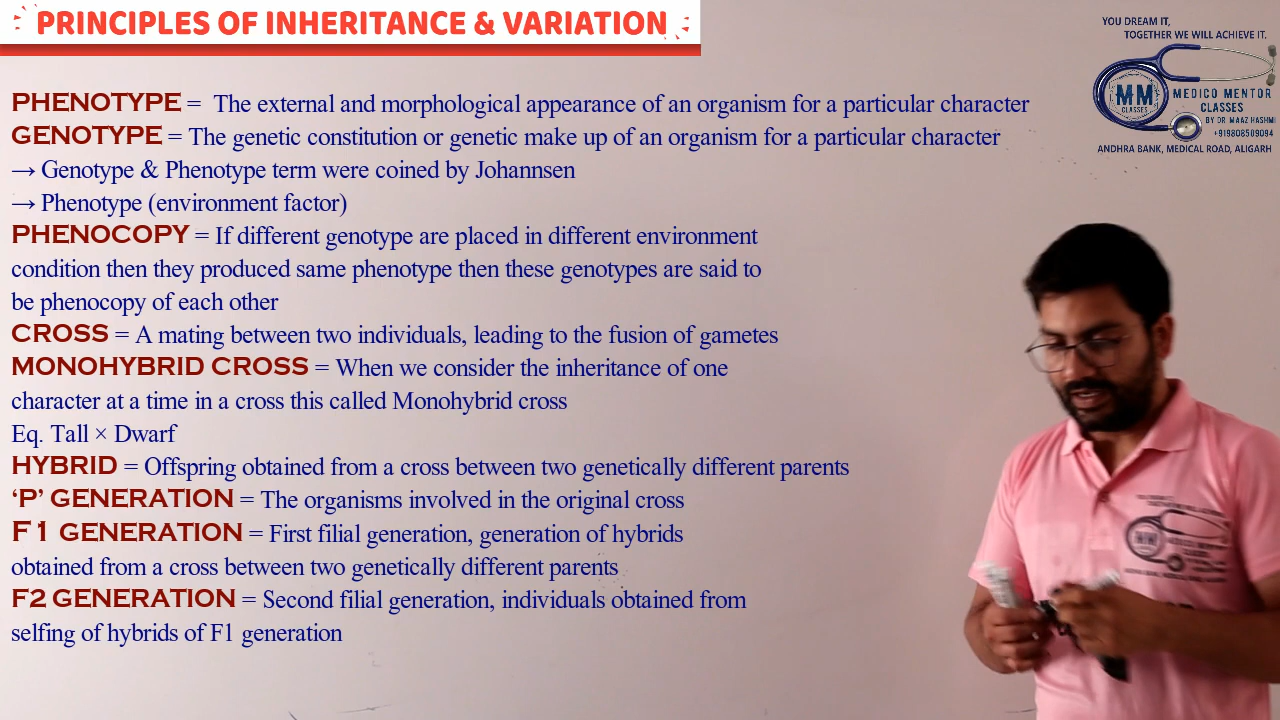 PRINCIPLES OF INHERITANCE & VARIATION
YOU DREAM IT,
TOGETHER WE WILL ACHIEVE IT.
MM
CLASSES
MEDICO MENTOR
CLASSES
BY DR MAAZ HASHMI
+919808509094
ANDHRA BANK, MEDICAL ROAD, ALIGARH
PHENOTYPE = The external and morphological appearance of an organism for a particular character
GENOTYPE = The genetic constitution or genetic make up of an organism for a particular character
→ Genotype & Phenotype term were coined by Johannsen
→ Phenotype (environment factor)
PHENOCOPY = If different genotype are placed in different environment
condition then they produced same phenotype then these genotypes are said to
be phenocopy of each other
CROSS = A mating between two individuals, leading to the fusion of gametes
MONOHYBRID CROSS = When we consider the inheritance of one
character at a time in a cross this called Monohybrid cross
Eq. Tall × Dwarf
HYBRID = Offspring obtained from a cross between two genetically different parents
‘P’ GENERATION = The organisms involved in the original cross
F1 GENERATION = First filial generation, generation of hybrids
obtained from a cross between two genetically different parents
F2 GENERATION = Second filial generation, individuals obtained from
selfing of hybrids of F1 generation
MM